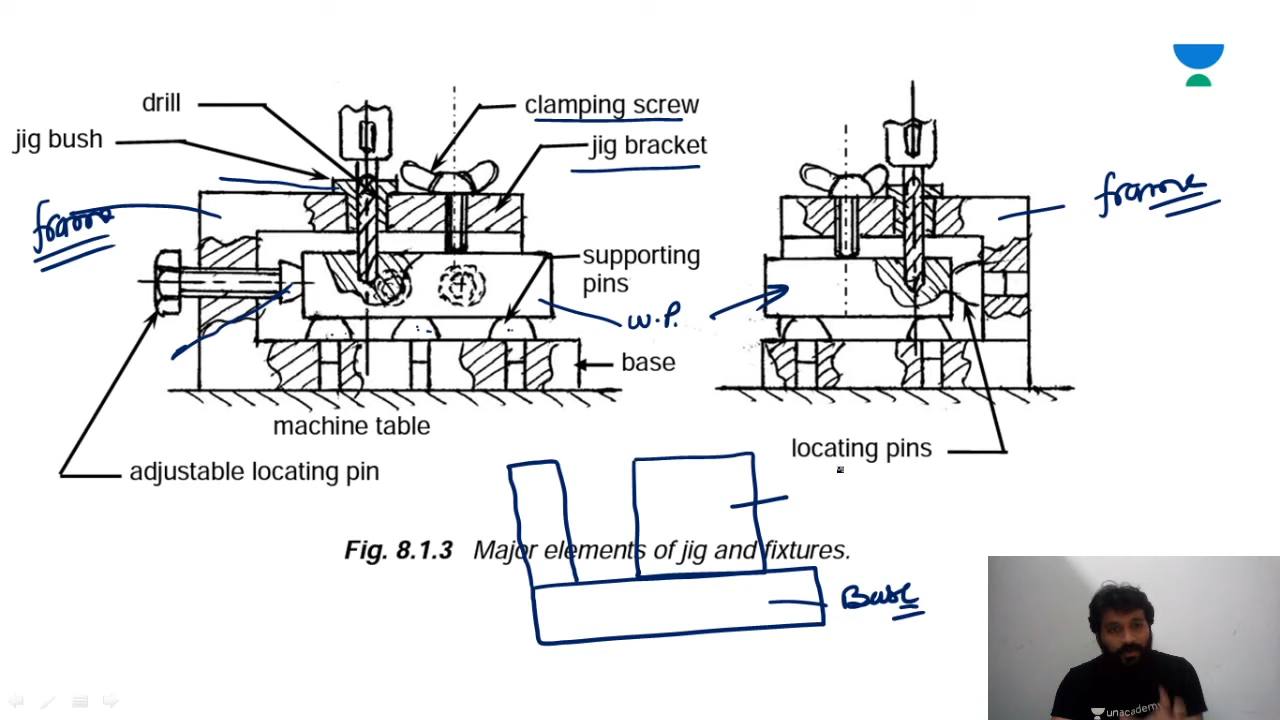 drill
clamping screw
jig bush
jig bracket
frame
frame
supporting
pins
W.P.
base
machine table
locating pins
adjustable locating pin
Fig. 8.1.3 Major elements of jig and fixtures.
Base
unacademy